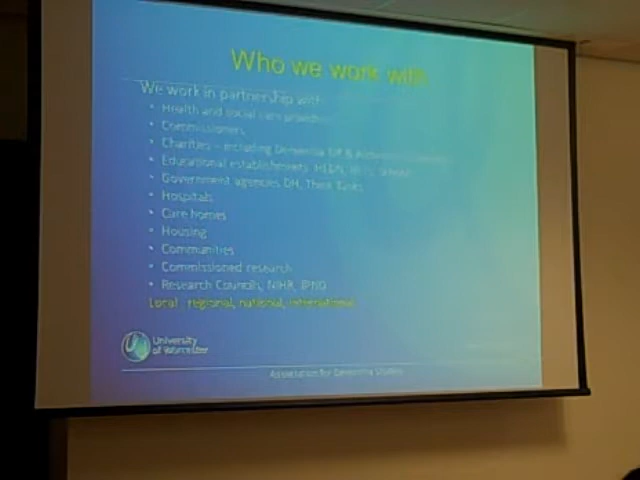 Who we work with
We work in partnership with
• Health and social care
• Commissioners
• Charities – including Dementia UK &
• Educational establishments HEDN,
• Government agencies DH, Think Tanks
• Hospitals
• Care homes
• Housing
• Communities
• Commissioned research
• Research Councils, NIHR,
Local, regional, national, international
University
of Worcester
Association for Dementia Studies